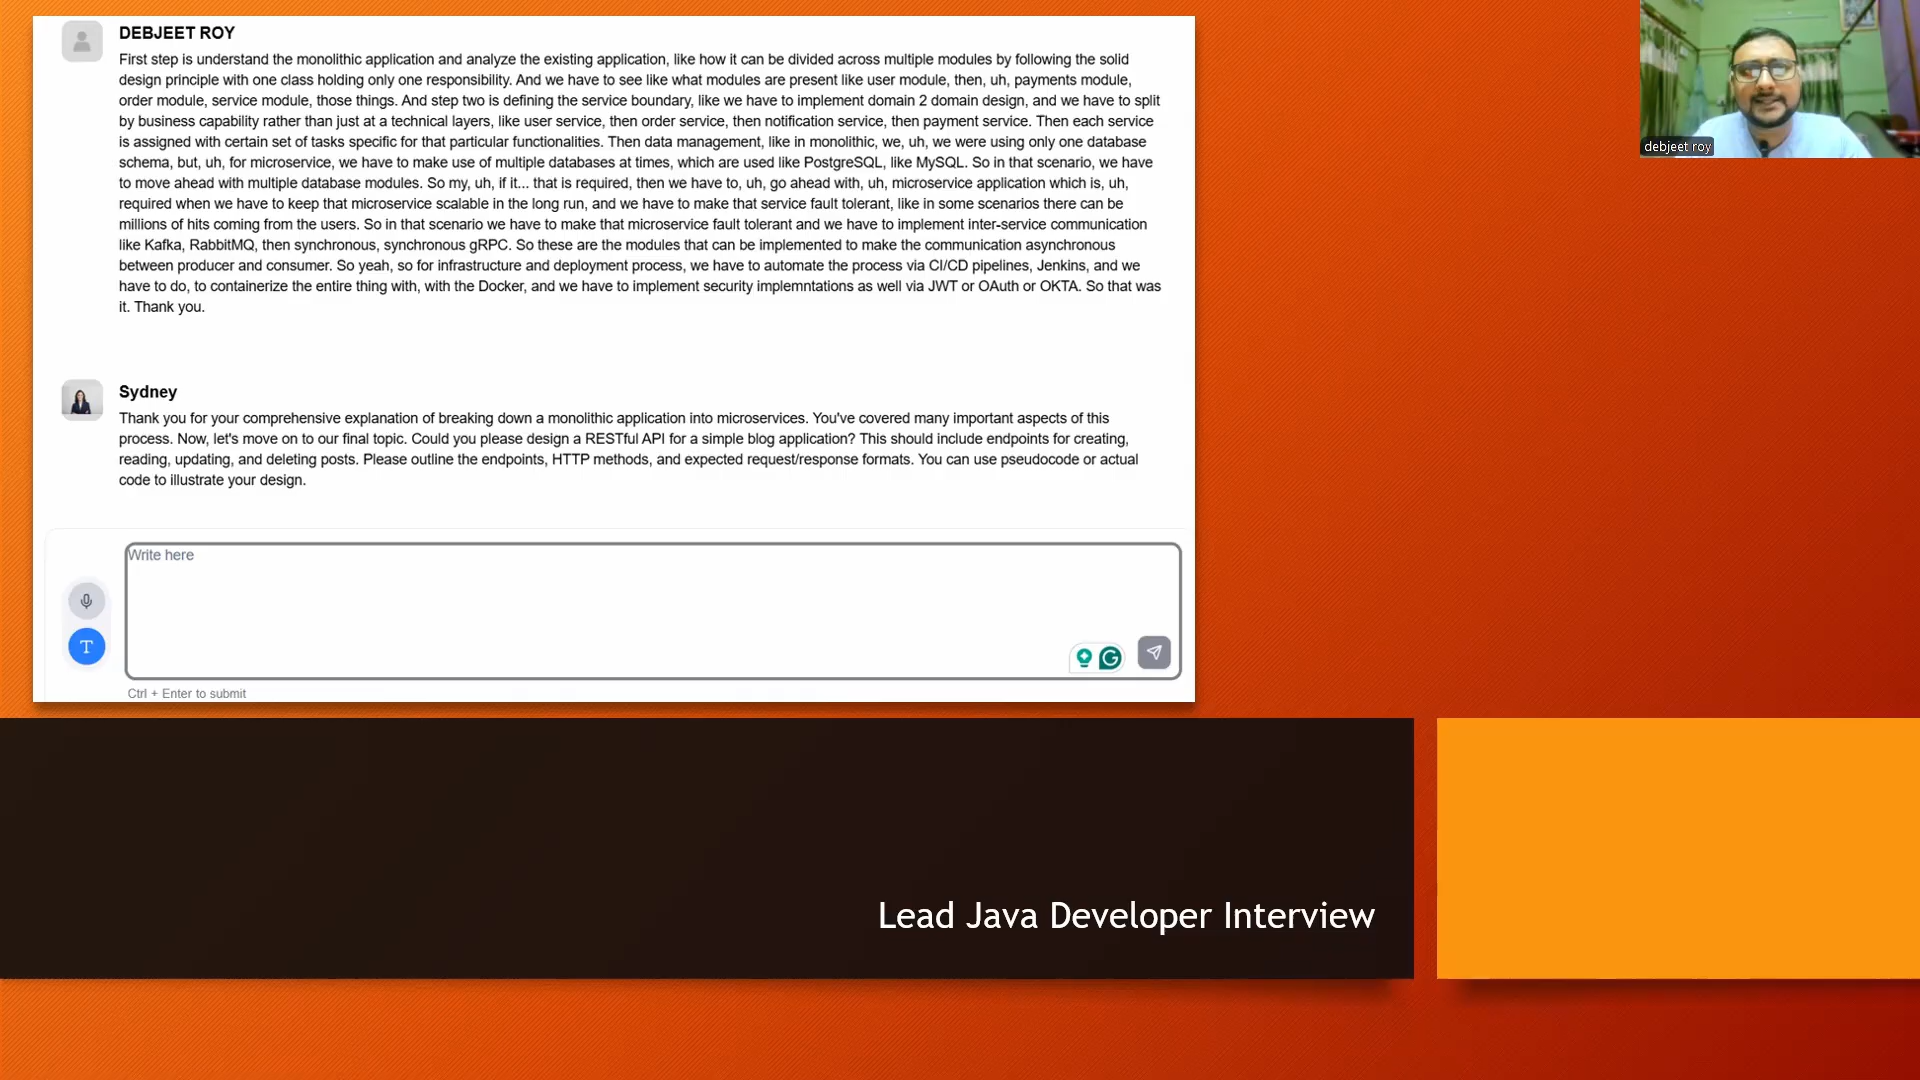 DEBJEET ROY
First step is understand the monolithic application and analyze the existing application, like how it can be divided across multiple modules by following the solid
design principle with one class holding only one responsibility. And we have to see like what modules are present like user module, then, uh, payments module,
order module, service module, those things. And step two is defining the service boundary, like we have to implement domain 2 domain design, and we have to split
by business capability rather than just at a technical layers, like user service, then order service, then notification service, then payment service. Then each service
is assigned with certain set of tasks specific for that particular functionalities. Then data management, like in monolithic, we, uh, we were using only one database
schema, but, uh, for microservice, we have to make use of multiple databases at times, which are used like PostgreSQL, like MySQL. So in that scenario, we have
to move ahead with multiple database modules. So my, uh, if it... that is required, then we have to, uh, go ahead with, uh, microservice application which is, uh,
required when we have to keep that microservice scalable in the long run, and we have to make that service fault tolerant, like in some scenarios there can be
millions of hits coming from the users. So in that scenario we have to make that microservice fault tolerant and we have to implement inter-service communication
like Kafka, RabbitMQ, then synchronous, synchronous gRPC. So these are the modules that can be implemented to make the communication asynchronous
between producer and consumer. So yeah, so for infrastructure and deployment process, we have to automate the process via CI/CD pipelines, Jenkins, and we
have to do, to containerize the entire thing with, with the Docker, and we have to implement security implemntations as well via JWT or OAuth or OKTA. So that was
it. Thank you.
Sydney
Thank you for your comprehensive explanation of breaking down a monolithic application into microservices. You've covered many important aspects of this
process. Now, let's move on to our final topic. Could you please design a RESTful API for a simple blog application? This should include endpoints for creating,
reading, updating, and deleting posts. Please outline the endpoints, HTTP methods, and expected request/response formats. You can use pseudocode or actual
code to illustrate your design.
Write here
T
G
Ctrl + Enter to submit
debjeet roy
Lead Java Developer Interview